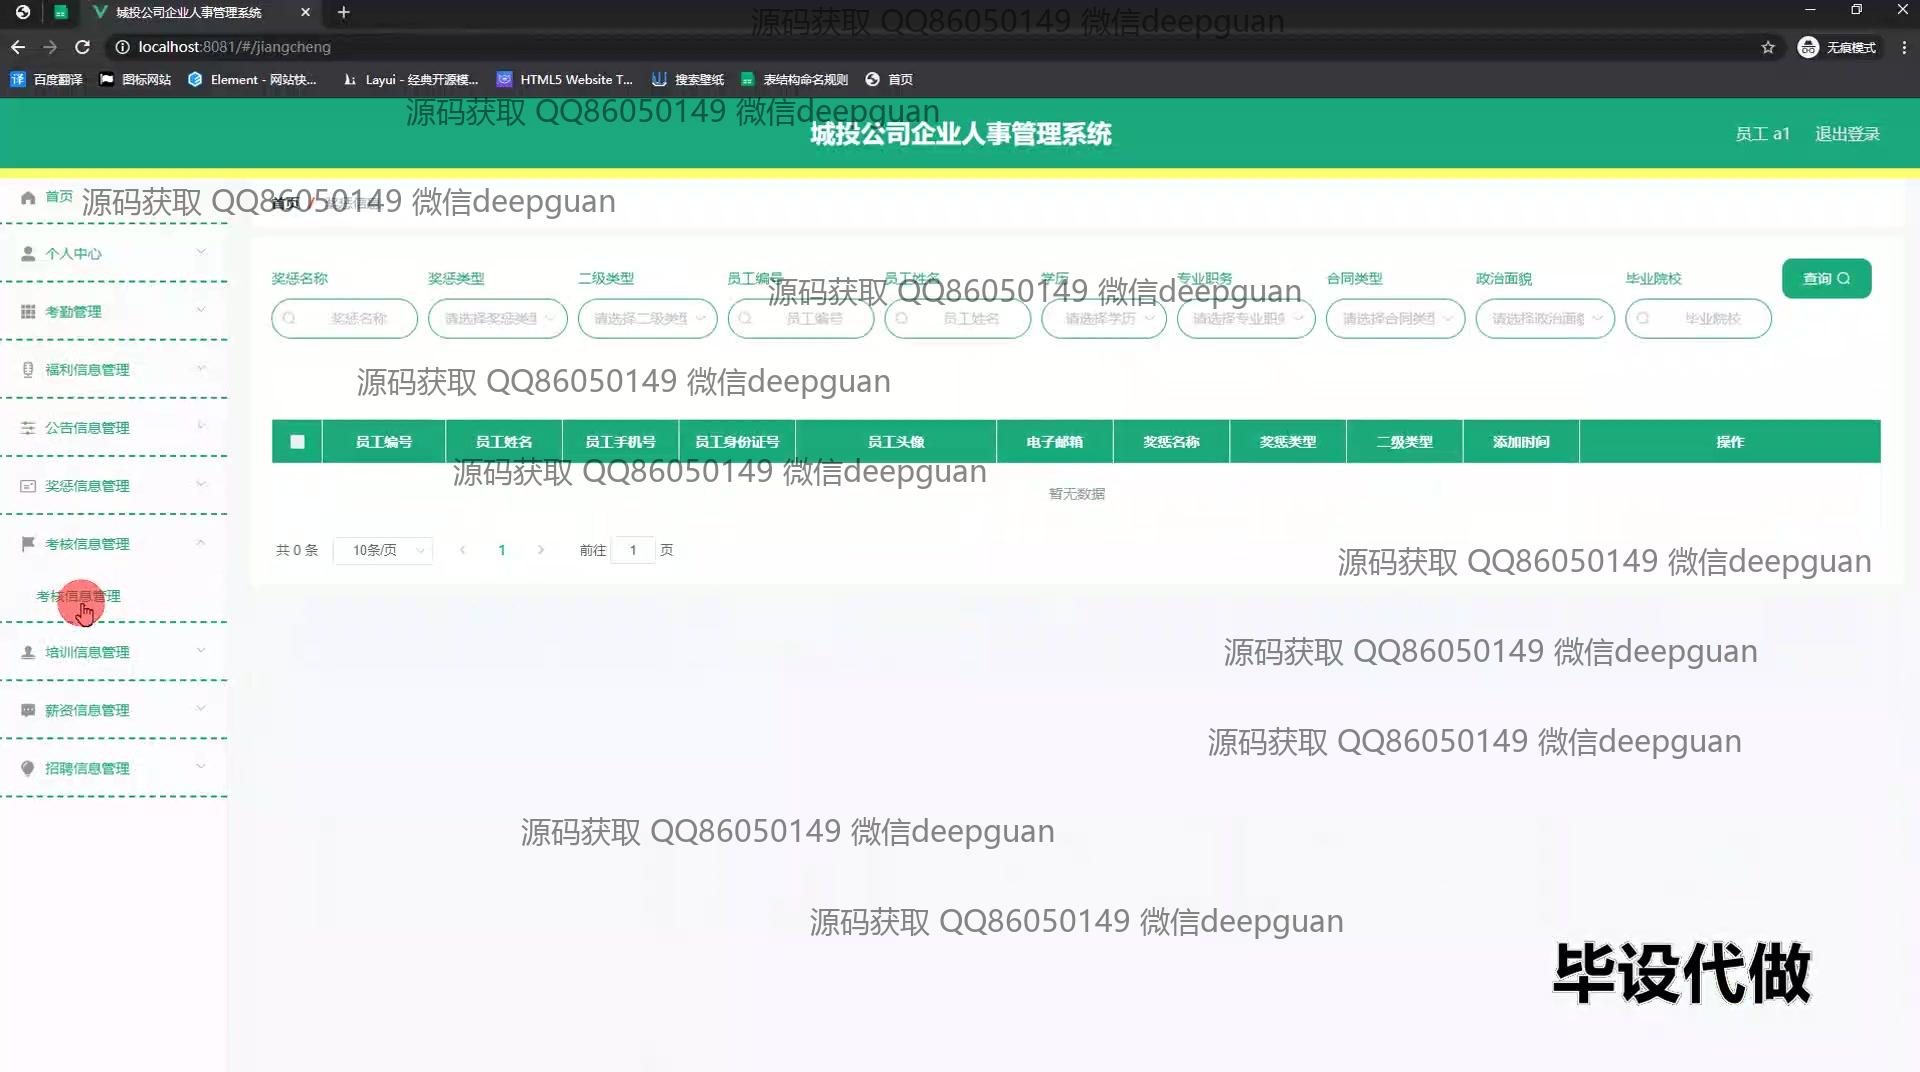 城投公司企业人事管理系统
localhost:8081/#/jiangcheng
无痕模式
百度翻译 图标网站 Element - 网站快... Layui - 经典开源模... HTML5 Website T... 搜索壁纸 表结构命名规则 首页
源码获取 QQ86050149 微信deepguan
源码获取 QQ86050149 微信deepguan
城投公司企业人事管理系统
员工 a1 退出登录
首页
源码获取 QQ86050149 微信deepguan
首页 / 奖惩信息
个人中心
考勤管理
福利信息管理
公告信息管理
奖惩信息管理
考核信息管理
考核信息管理
培训信息管理
薪资信息管理
招聘信息管理
奖惩名称 奖惩类型 二级类型 员工编号 员工姓名 学历 专业职务 合同类型 政治面貌 毕业院校
查询
源码获取 QQ86050149 微信deepguan
奖惩名称 请选择奖惩类型 请选择二级类型 员工编号 员工姓名 请选择学历 请选择专业职务 请选择合同类型 请选择政治面貌 毕业院校
源码获取 QQ86050149 微信deepguan
员工编号 员工姓名 员工手机号 员工身份证号 员工头像 电子邮箱 奖惩名称 奖惩类型 二级类型 添加时间 操作
源码获取 QQ86050149 微信deepguan
暂无数据
共 0 条 10条/页 1 前往 1 页
源码获取 QQ86050149 微信deepguan
源码获取 QQ86050149 微信deepguan
源码获取 QQ86050149 微信deepguan
源码获取 QQ86050149 微信deepguan
源码获取 QQ86050149 微信deepguan
毕设代做